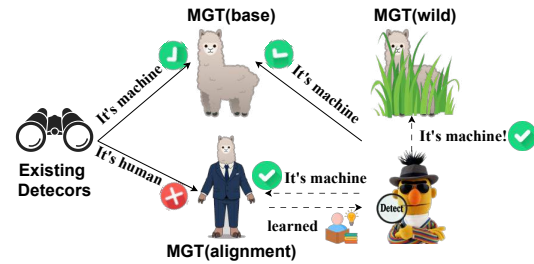 MGT(base)
MGT(wild)
It's machine
It's machine
It's machine!
It's human
Existing
Detecors
It's machine
learned
Detect
MGT(alignment)